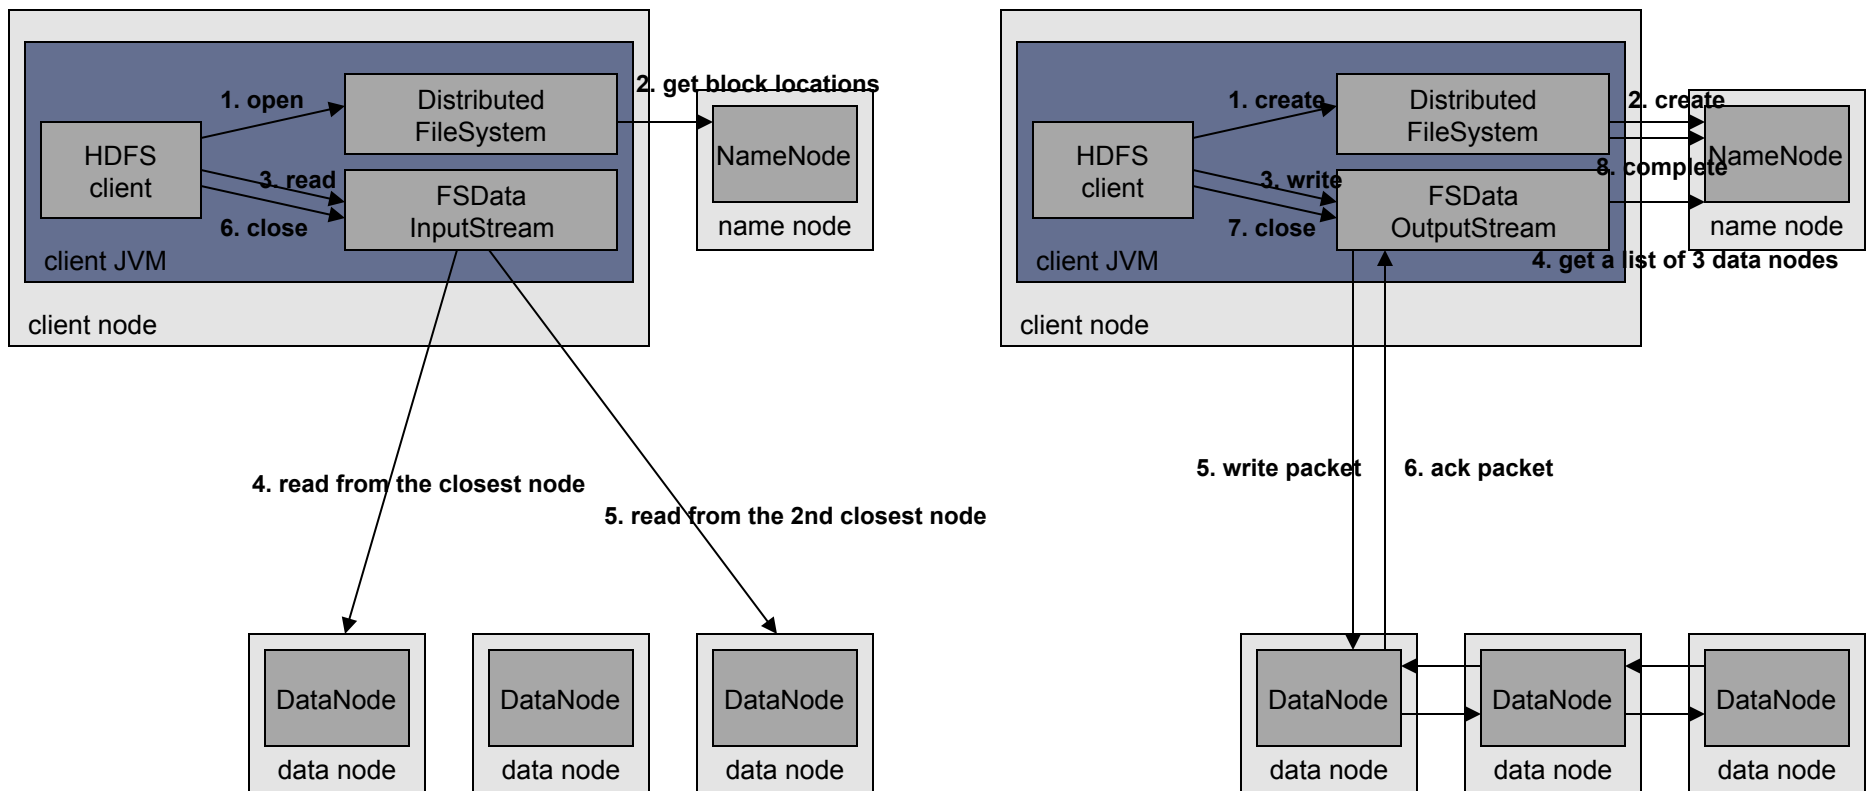 2. get block locations
1. open
Distributed
FileSystem
HDFS
client
NameNode
3. read
FSData
InputStream
6. close
name node
client JVM
client node
4. read from the closest node
5. read from the 2nd closest node
DataNode
DataNode
DataNode
data node
data node
data node
1. create
Distributed
FileSystem
2. create
HDFS
client
NameNode
8. complete
3. write
FSData
OutputStream
7. close
name node
client JVM
4. get a list of 3 data nodes
client node
5. write packet
6. ack packet
DataNode
DataNode
DataNode
data node
data node
data node